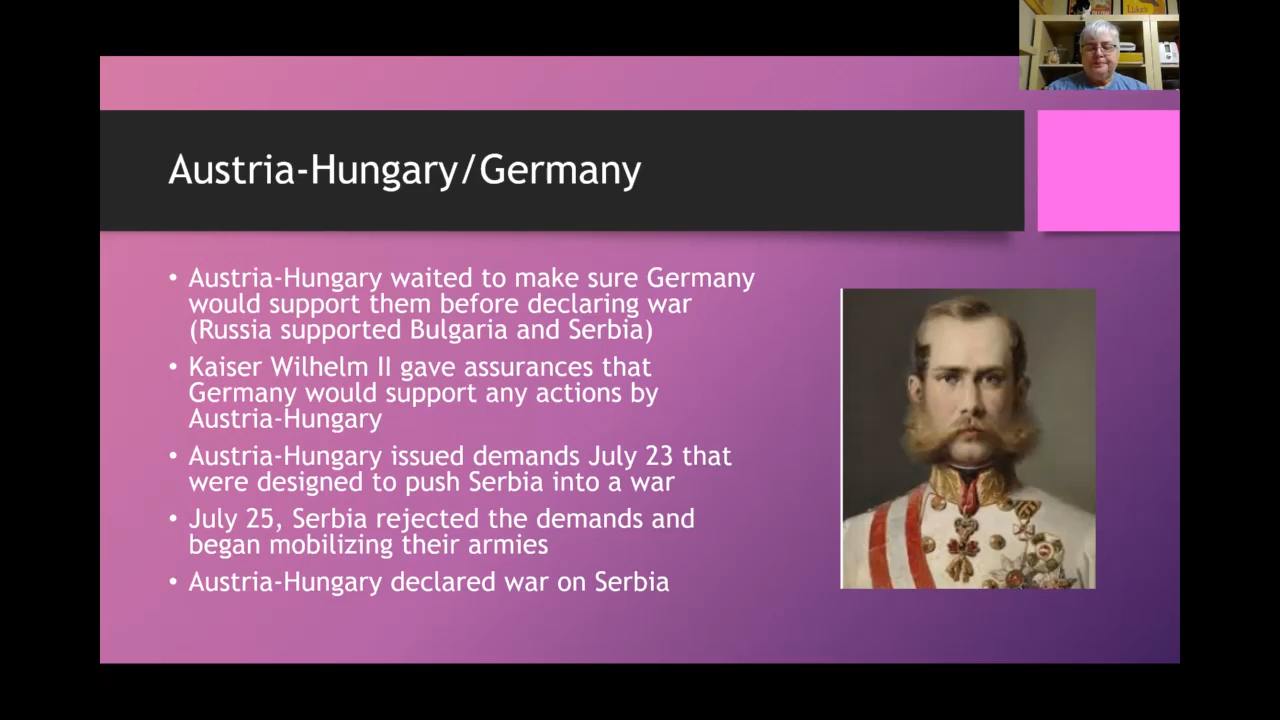 Austria-Hungary/Germany
• Austria-Hungary waited to make sure Germany
would support them before declaring war
(Russia supported Bulgaria and Serbia)
• Kaiser Wilhelm II gave assurances that
Germany would support any actions by
Austria-Hungary
• Austria-Hungary issued demands July 23 that
were designed to push Serbia into a war
• July 25, Serbia rejected the demands and
began mobilizing their armies
• Austria-Hungary declared war on Serbia